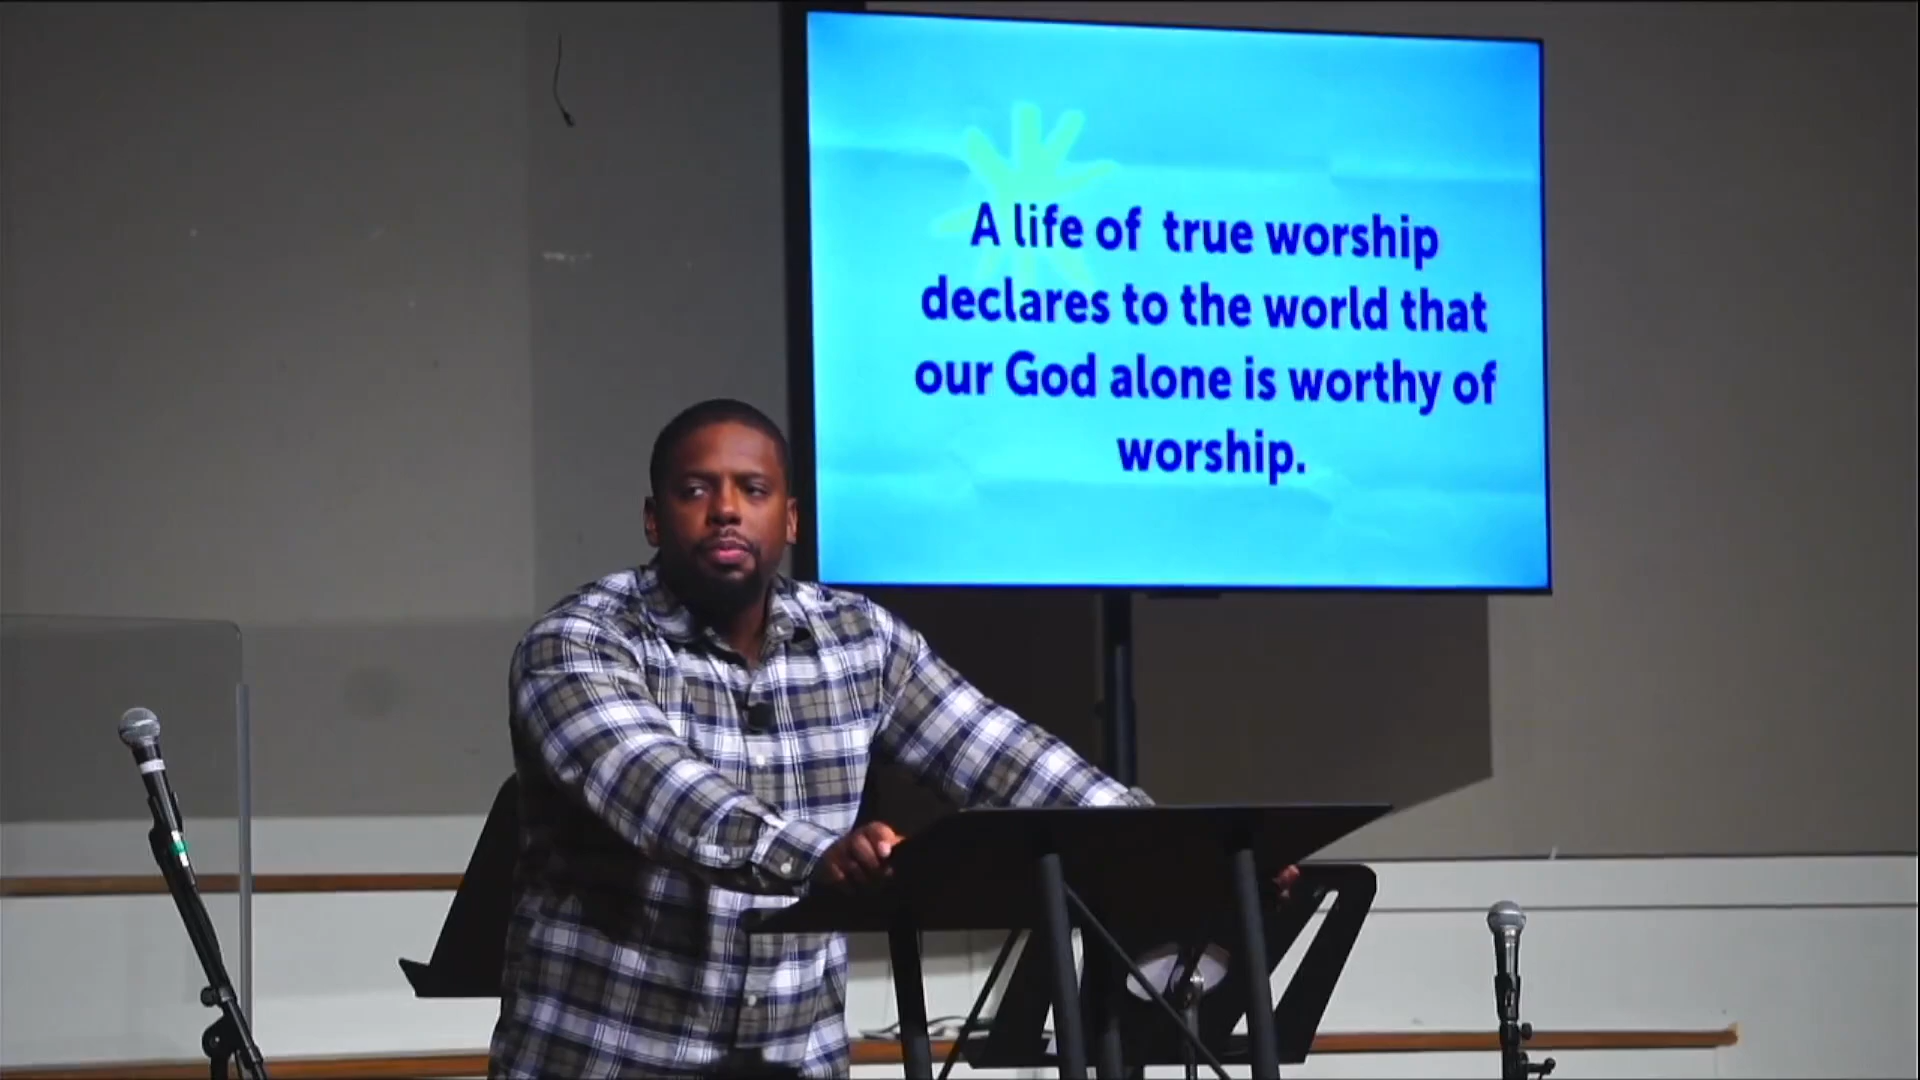 A life of true worship
declares to the world that
our God alone is worthy of
worship.